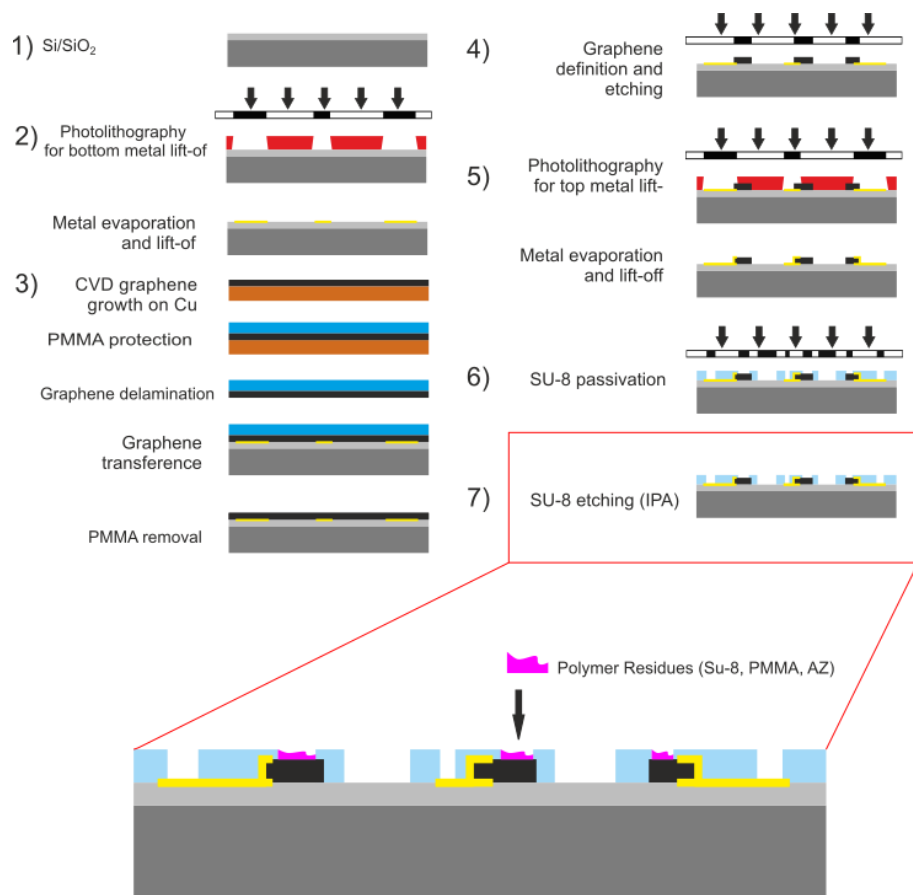 1) Si/SiO2
2) Photolithography
for bottom metal lift-of
Metal evaporation
and lift-of
3) CVD graphene
growth on Cu
PMMA protection
Graphene delamination
Graphene
transference
PMMA removal
4) Graphene
definition and
etching
5) Photolithography
for top metal lift-
Metal evaporation
and lift-off
6) SU-8 passivation
7) SU-8 etching (IPA)
Polymer Residues (Su-8, PMMA, AZ)